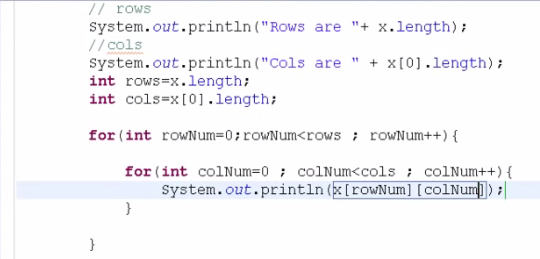 // rows
System.out.println("Rows are "+ x.length);
//cols
System.out.println("Cols are " + x[0].length);
int rows=x.length;
int cols=x[0].length;
for(int rowNum=0;rowNum<rows ; rowNum++){
for(int colNum=0 ; colNum<cols ; colNum++){
System.out.println(x[rowNum][colNum]);
}
}